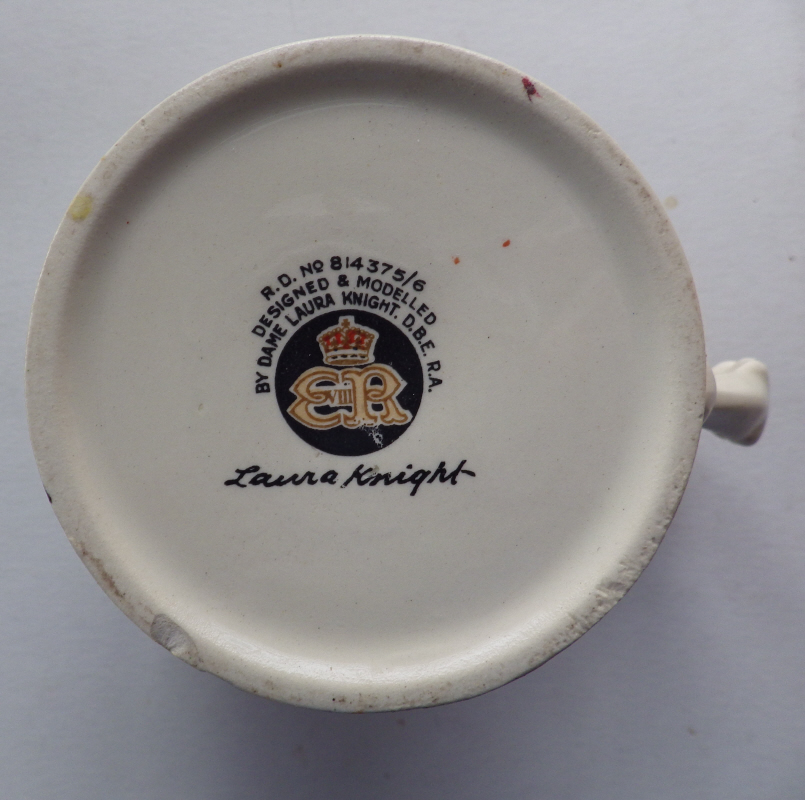 R.D. Nº 814375/6
DESIGNED & MODELLED
BY DAME LAURA KNIGHT. D.B.E. R.A.
E VIII R
Laura Knight